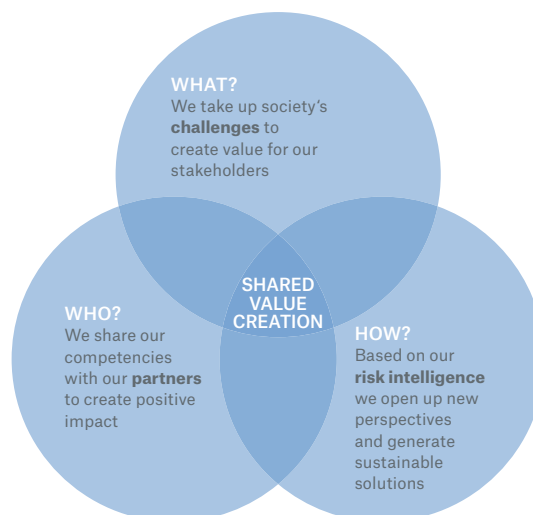 WHAT?
We take up society‘s
challenges to
create value for our
stakeholders
SHARED
VALUE
CREATION
WHO?
We share our
competencies
with our partners
to create positive
impact
HOW?
Based on our
risk intelligence
we open up new
perspectives
and generate
sustainable
solutions